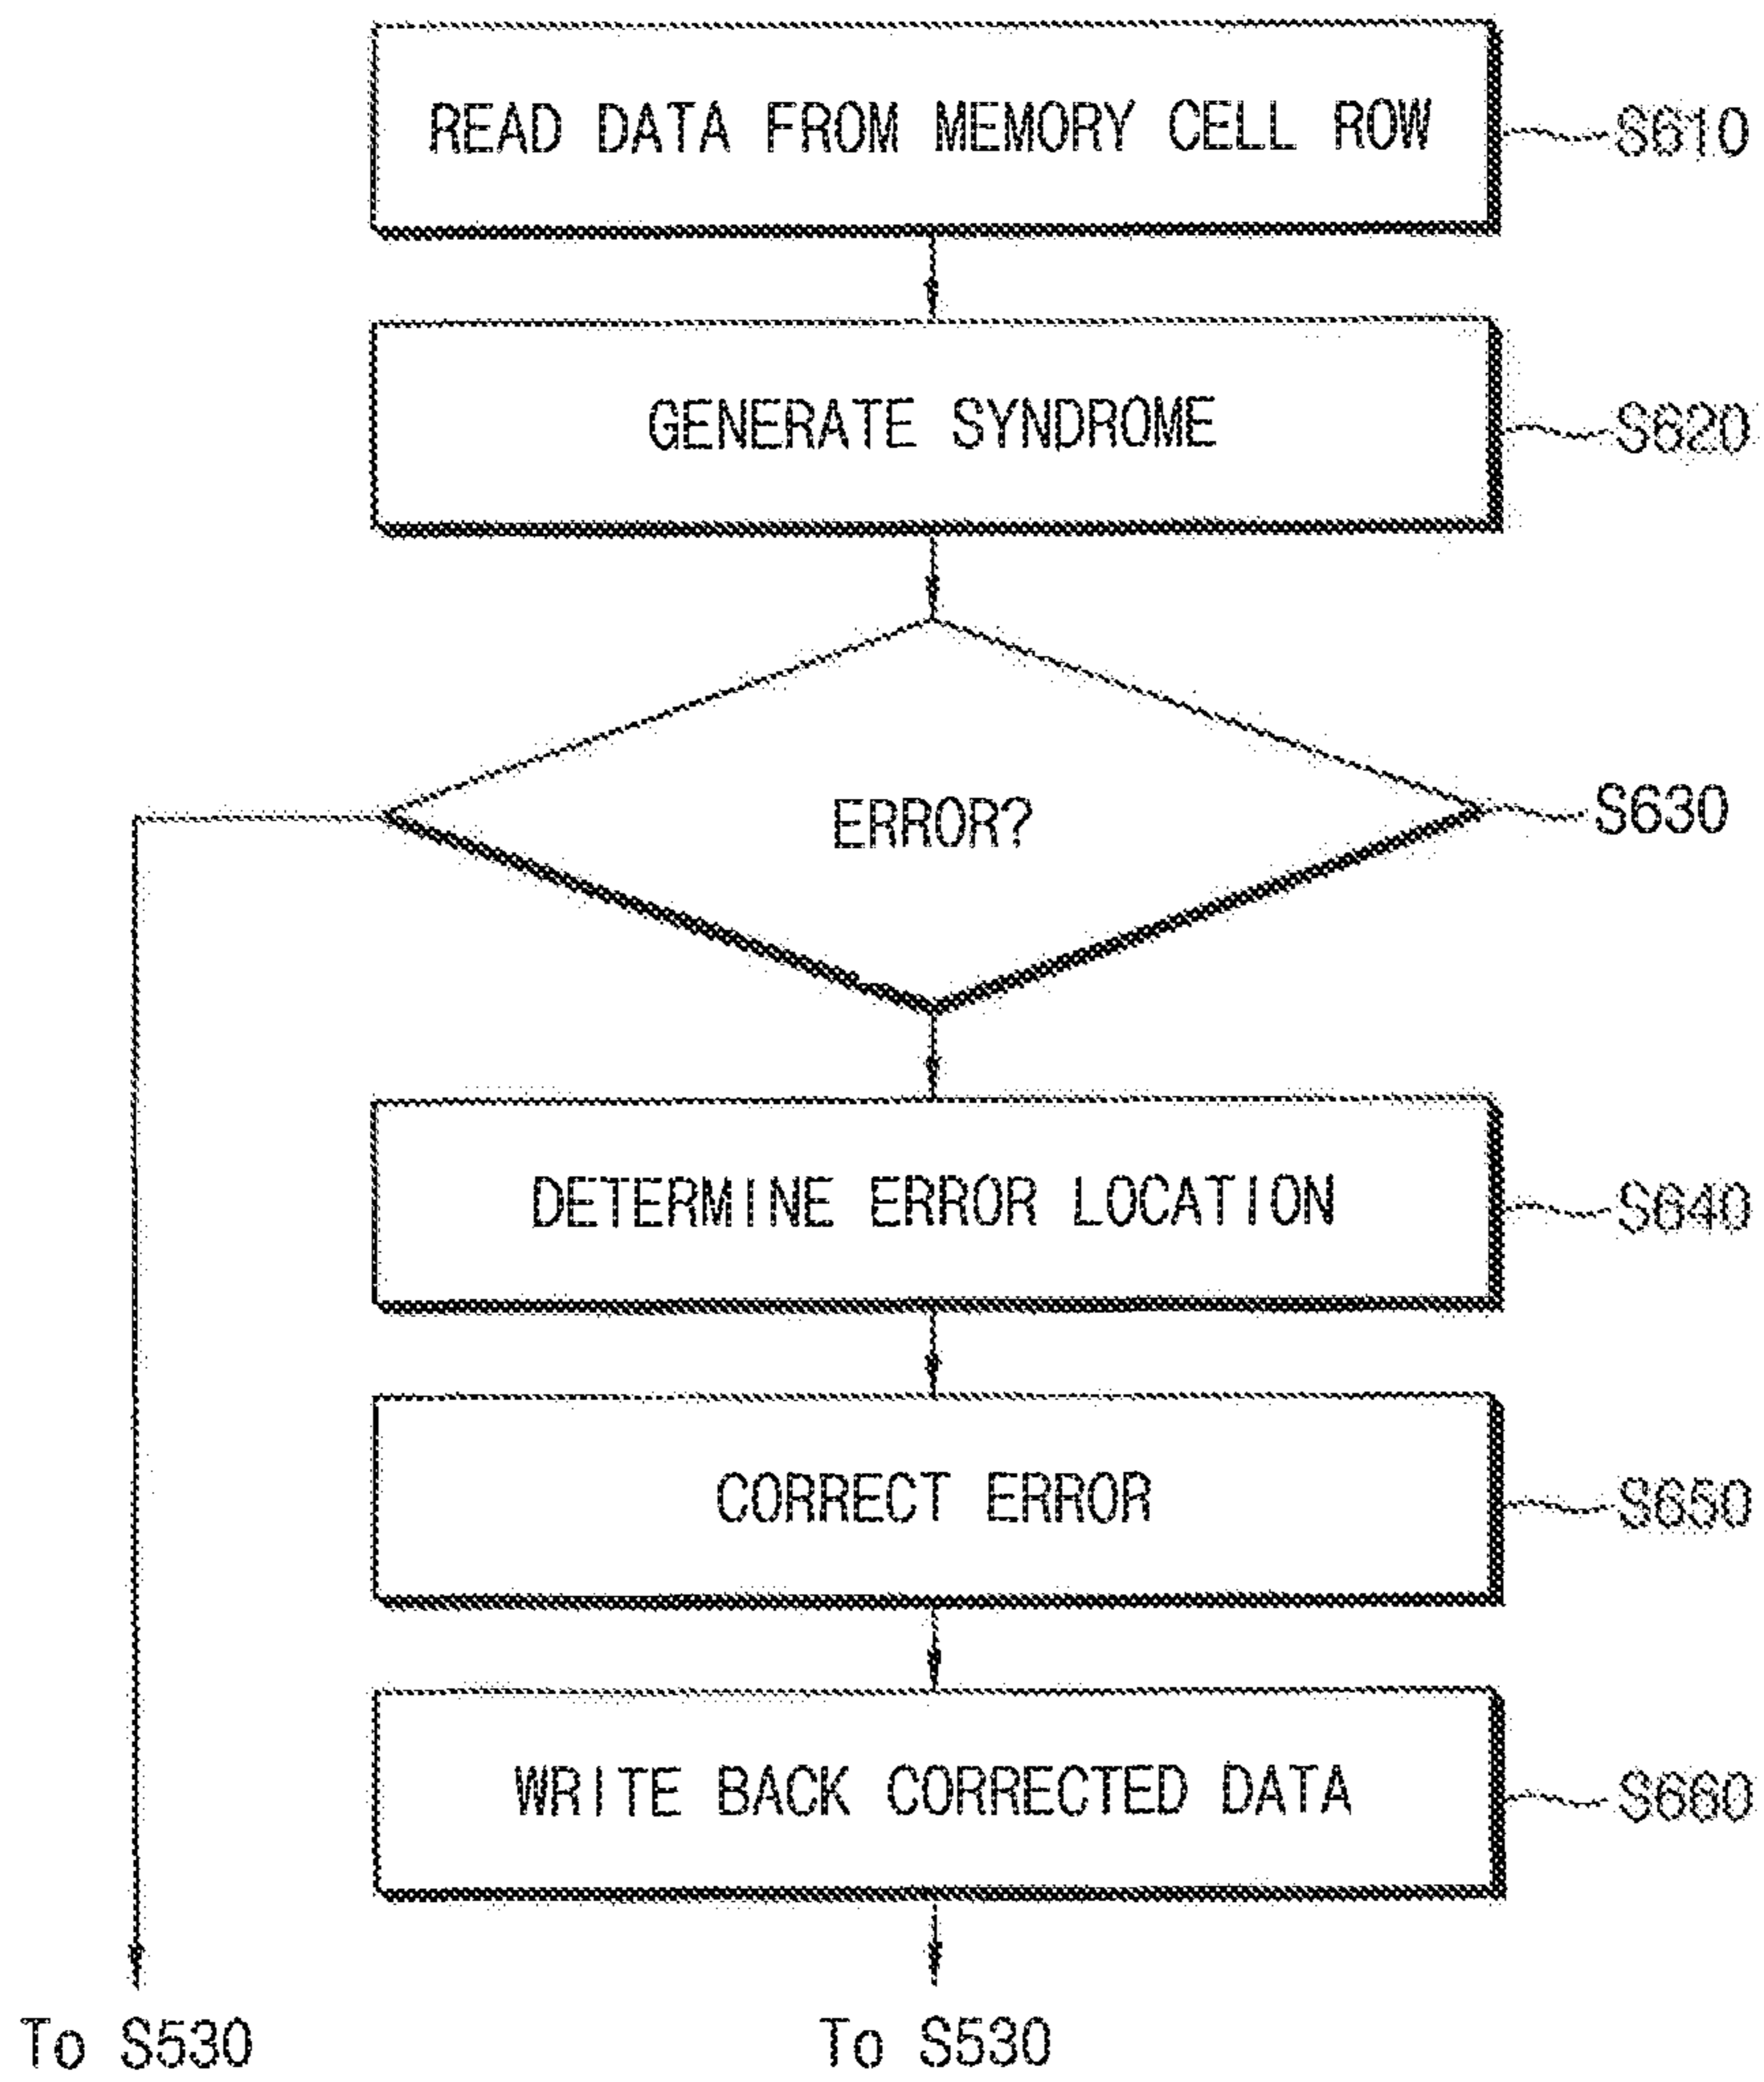 READ DATA FROM MEMORY CELL ROW
S610
GENERATE SYNDROME
S620
ERROR?
S630
DETERMINE ERROR LOCATION
S640
CORRECT ERROR
S650
WRITE BACK CORRECTED DATA
S660
To S530
To S530